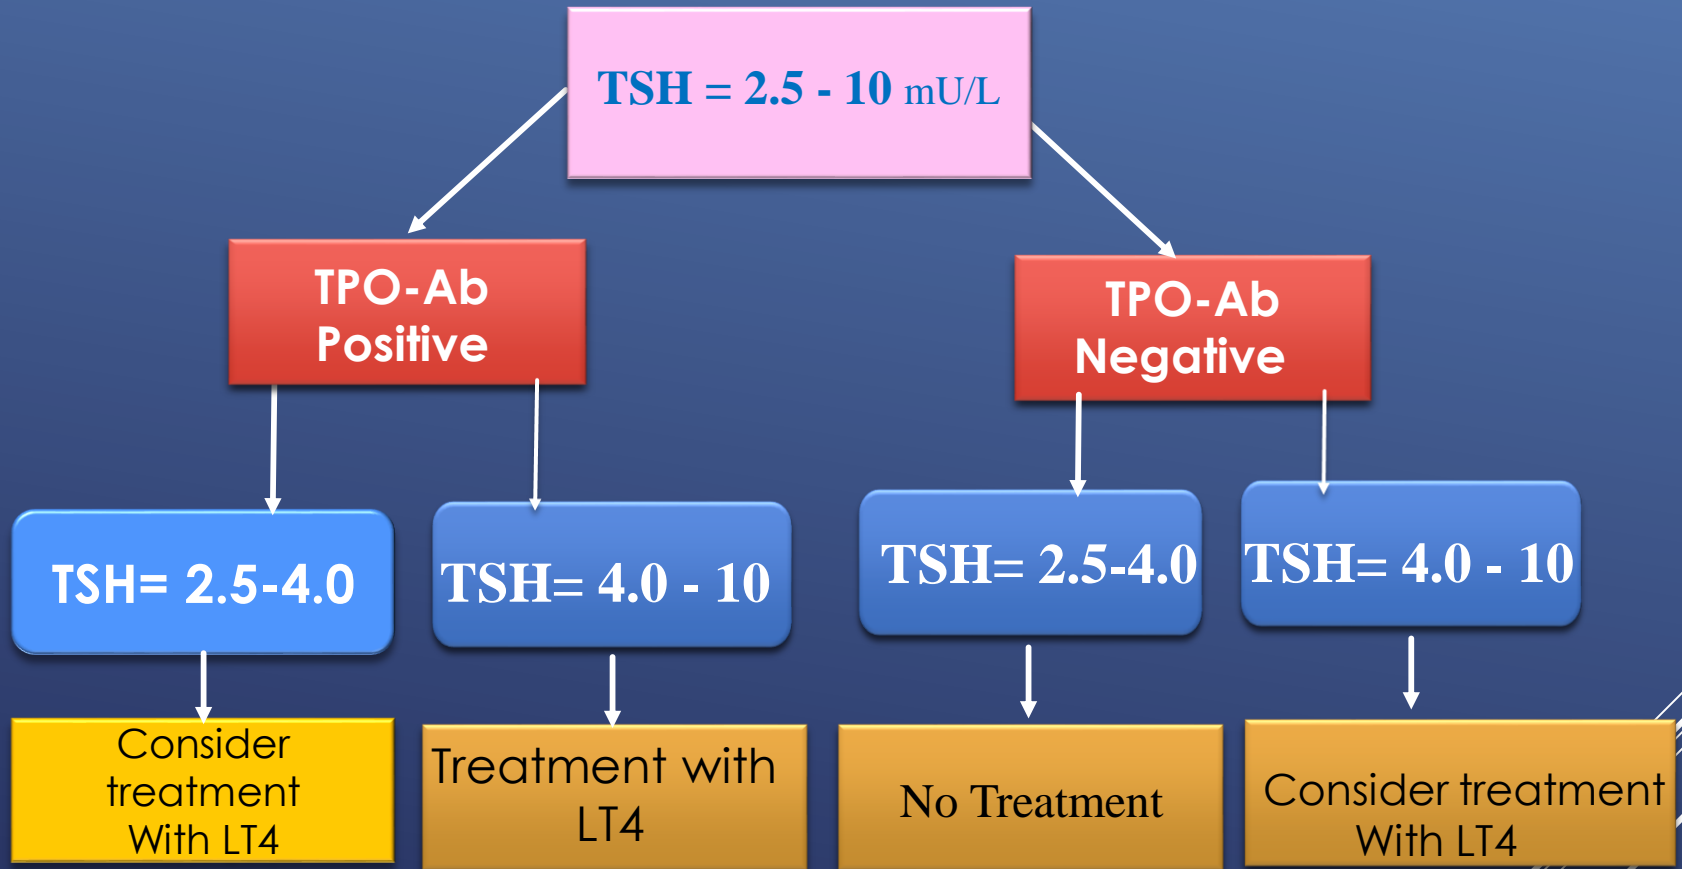 TSH = 2.5 - 10 mU/L
TPO-Ab
Positive
TPO-Ab
Negative
TSH= 2.5-4.0
TSH= 4.0 - 10
TSH= 2.5-4.0
TSH= 4.0 - 10
Consider
treatment
With LT4
Treatment with
LT4
No Treatment
Consider treatment
With LT4